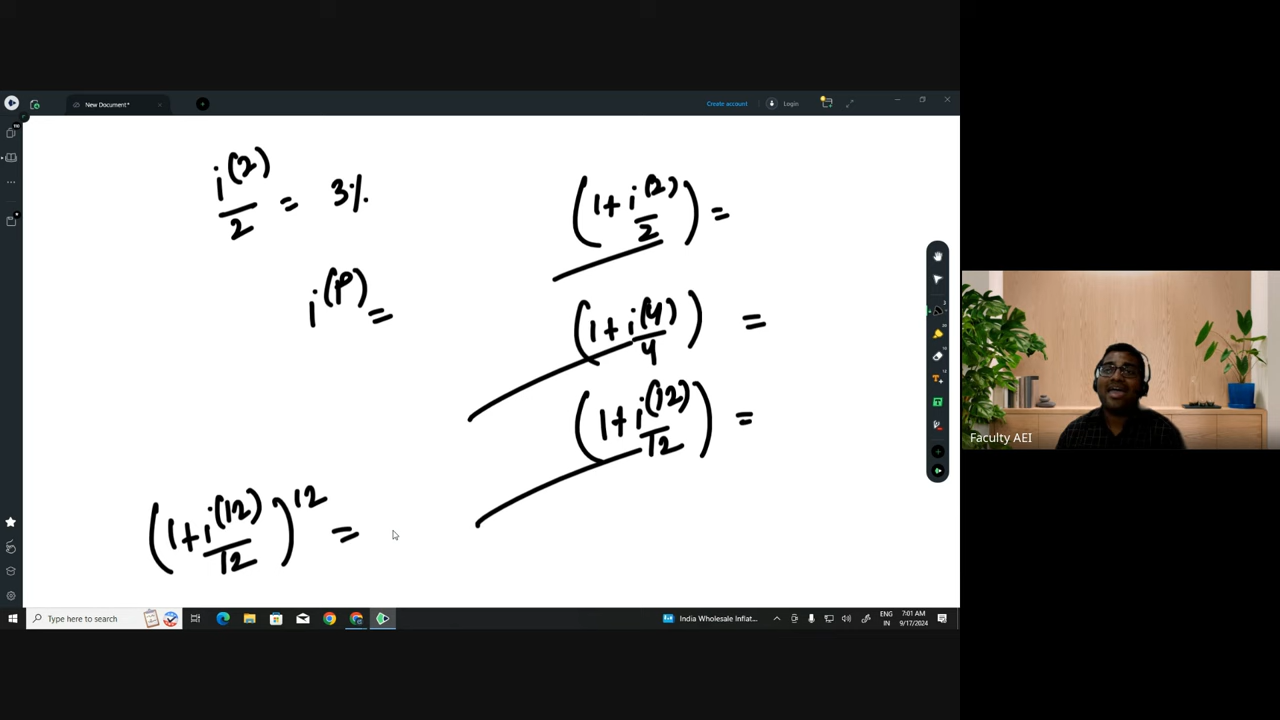 New Document*
Create account
Login
i^(2)/2 = 3%
(1+i^(2)/2) =
i^(p) =
(1+i^(4)/4) =
(1+i^(12)/12) =
(1+i^(12)/12)^12 =
Faculty AEI
Type here to search
India Wholesale Inflat...
ENG
IN
7:01 AM
9/17/2024